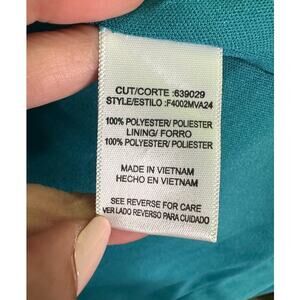 CUT/CORTE :639029
STYLE/ESTILO :F4002MVA24
100% POLYESTER/ POLIESTER
LINING/ FORRO
100% POLYESTER/ POLIESTER
MADE IN VIETNAM
HECHO EN VIETNAM
SEE REVERSE FOR CARE
VER LADO REVERSO PARA CUIDADO